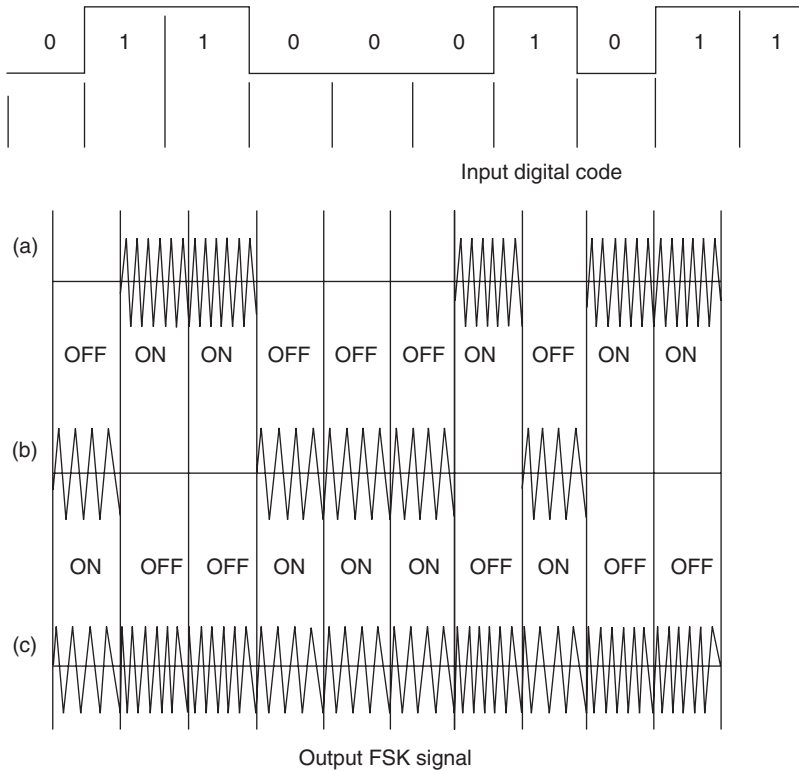 0 1 1 0 0 0 1 0 1 1
Input digital code
(a)
OFF ON ON OFF OFF OFF ON OFF ON ON
(b)
ON OFF OFF ON ON ON OFF ON OFF OFF
(c)
Output FSK signal